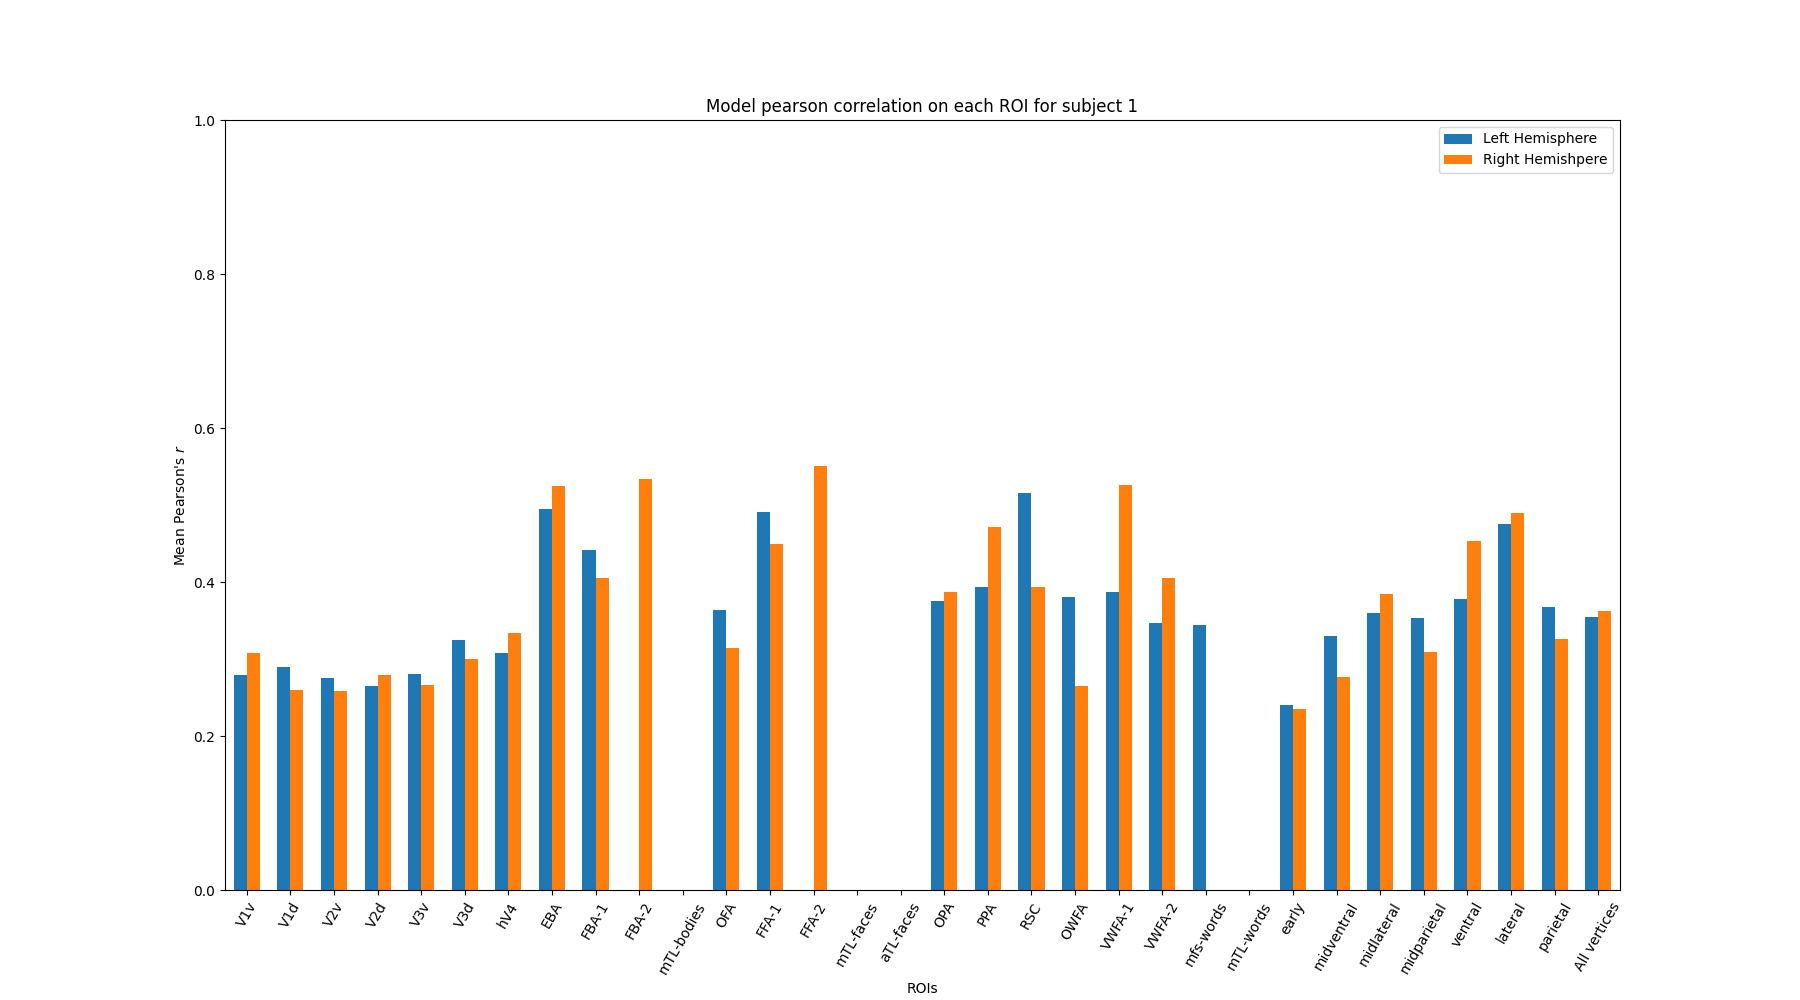 Model pearson correlation on each ROI for subject 1
1.0
0.8
0.6
0.4
0.2
0.0
Mean Pearson's r
Left Hemisphere
Right Hemishpere
V1v
V1d
V2v
V2d
V3v
V3d
hV4
EBA
FBA-1
FBA-2
mTL-bodies
OFA
FFA-1
FFA-2
mTL-faces
aTL-faces
OPA
PPA
RSC
OWFA
VWFA-1
VWFA-2
mfs-words
mTL-words
early
midventral
midlateral
midparietal
ventral
lateral
parietal
All vertices
ROIs